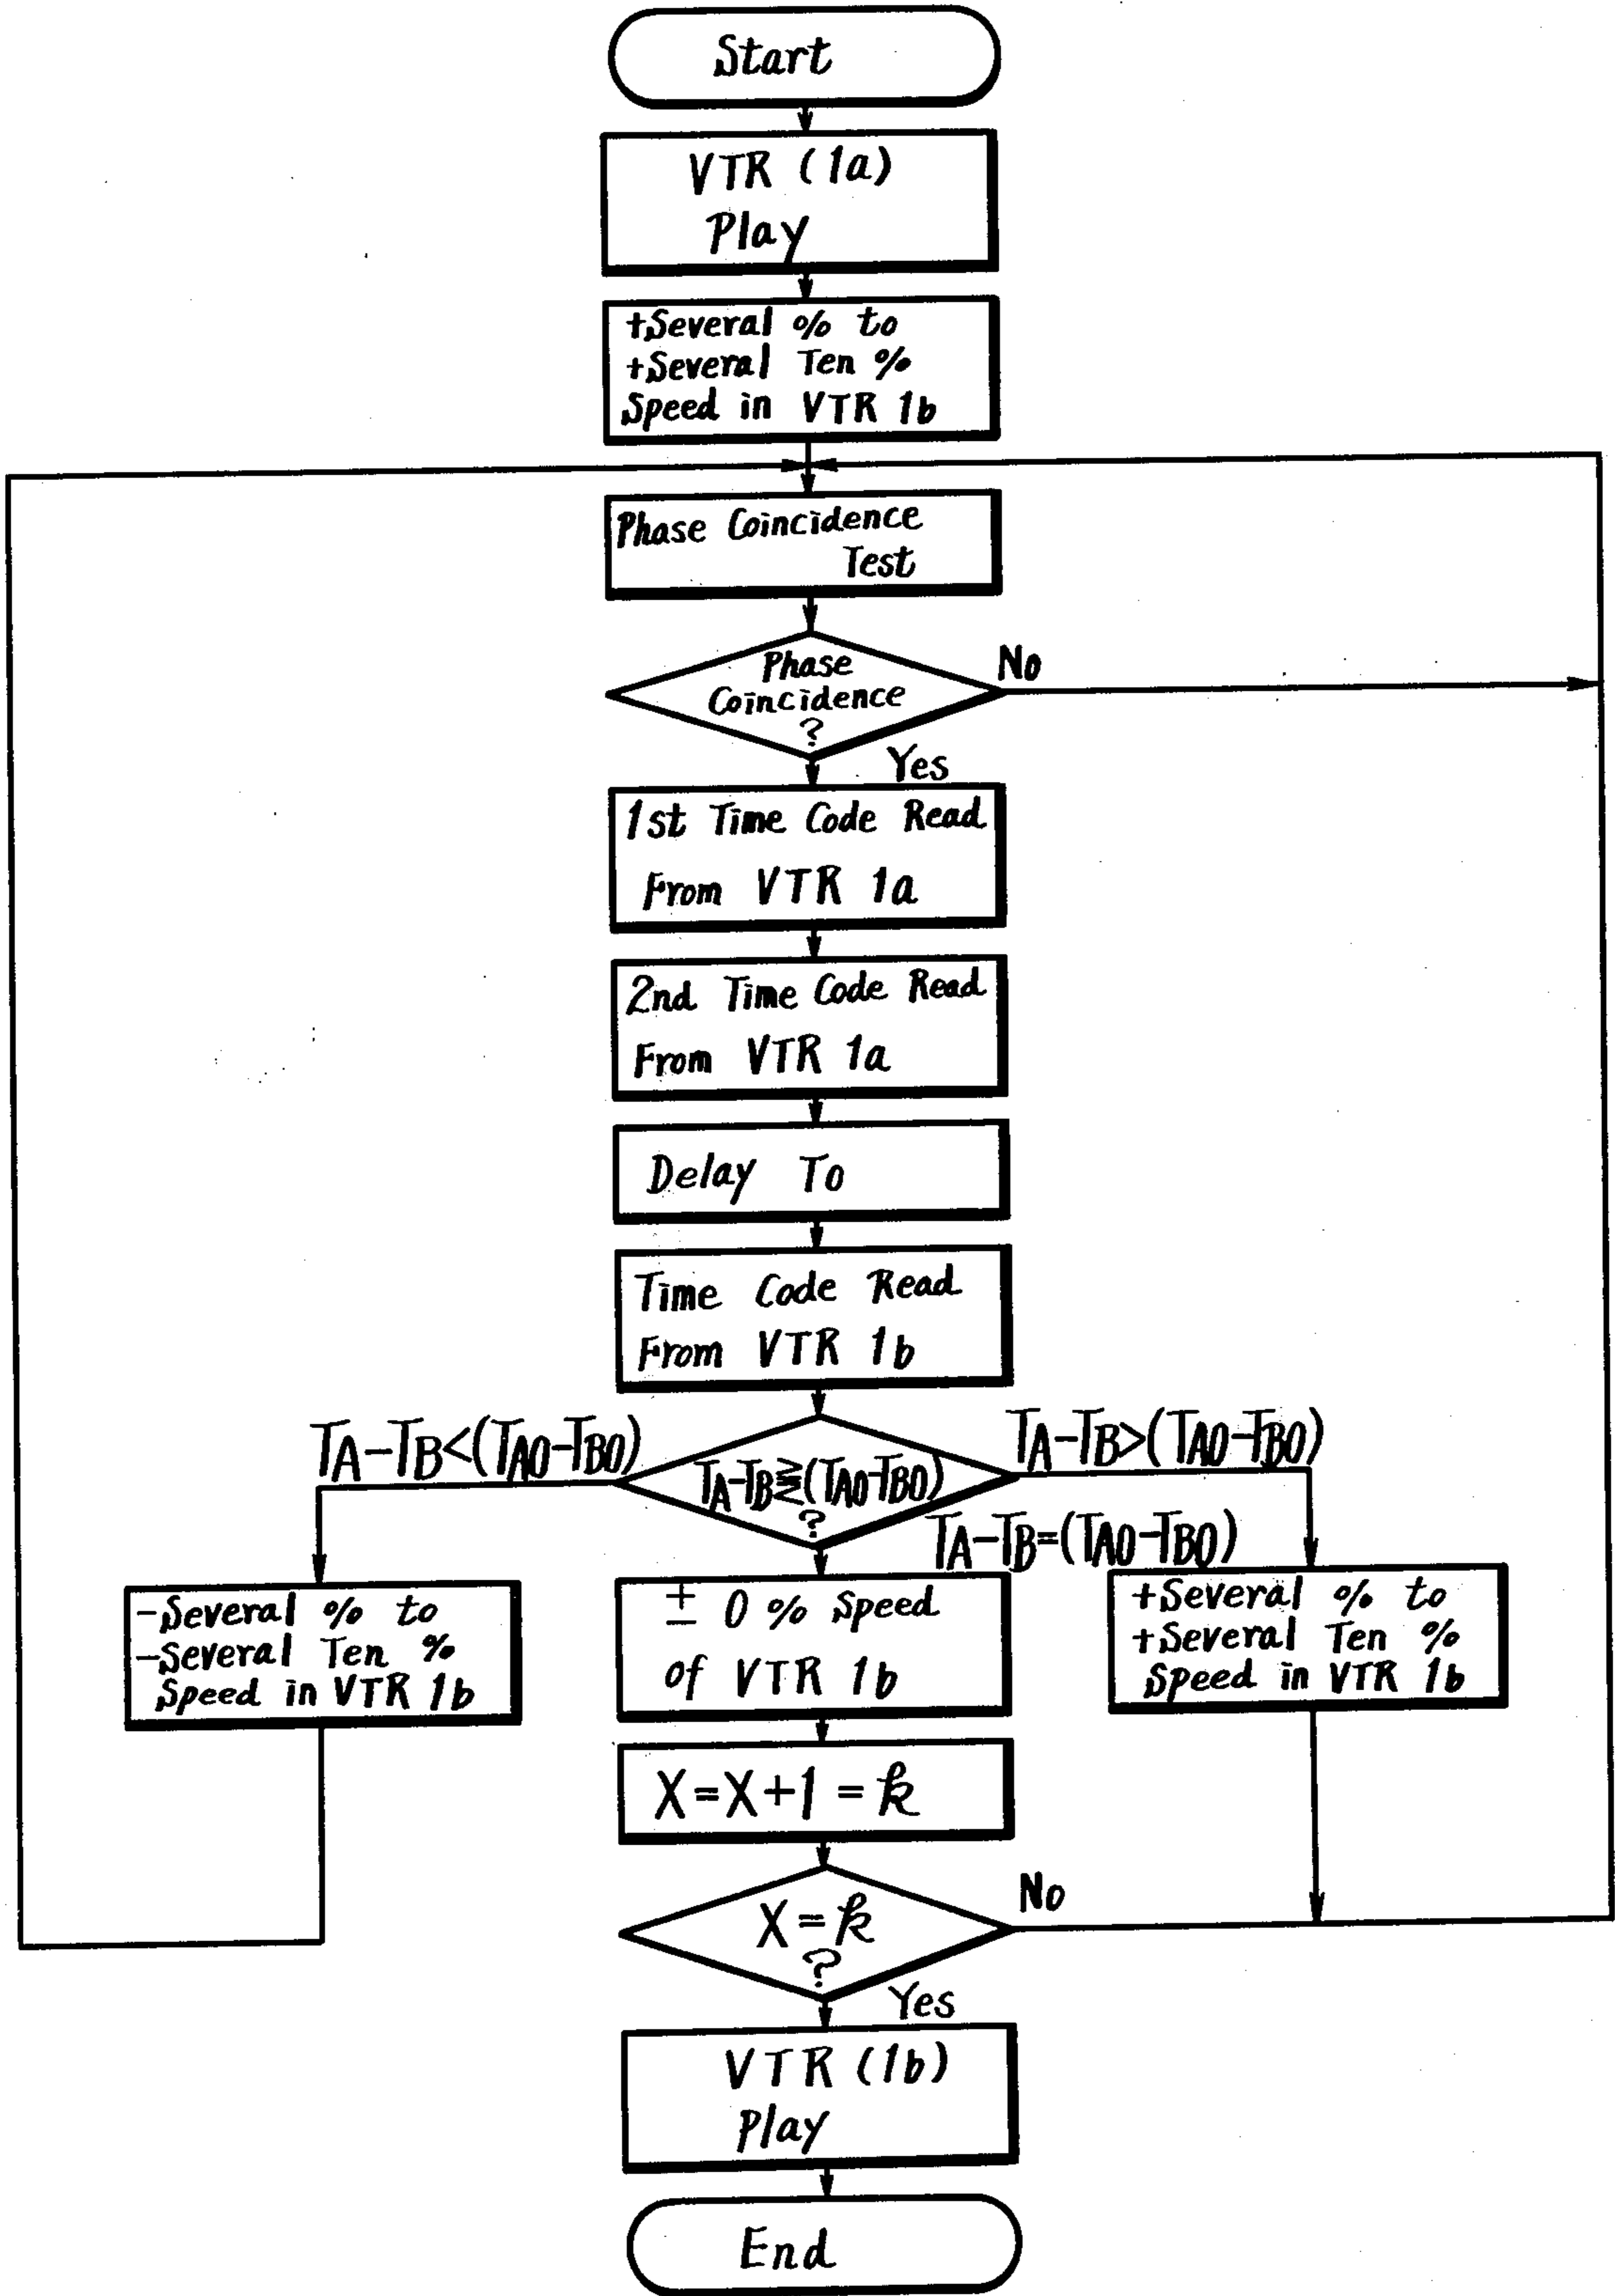 Start
VTR (1a)
Play
+Several % to
+Several Ten %
Speed in VTR 1b
Phase Coincidence
Test
Phase
Coincidence
?
No
Yes
1st Time Code Read
From VTR 1a
2nd Time Code Read
From VTR 1a
Delay To
Time Code Read
From VTR 1b
TA-TB<(TA0-TB0)
TA-TB⪌(TA0-TB0)
?
TA-TB>(TA0-TB0)
TA-TB=(TA0-TB0)
-Several % to
-Several Ten %
Speed in VTR 1b
± 0 % Speed
of VTR 1b
+Several % to
+Several Ten %
Speed in VTR 1b
X=X+1=k
X=k
?
No
Yes
VTR (1b)
Play
End